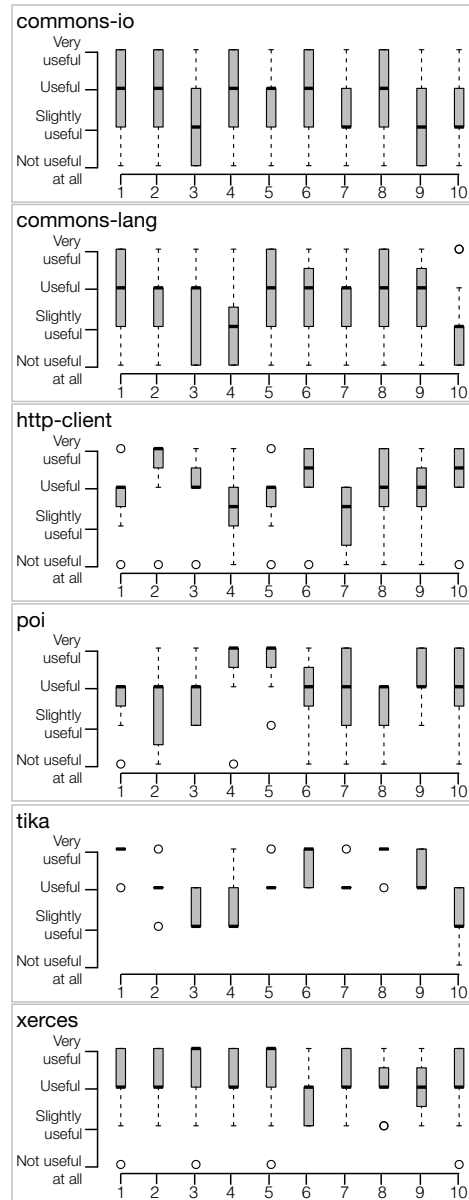 commons-io
Very
useful
Useful
Slightly
useful
Not useful
at all
1 2 3 4 5 6 7 8 9 10
commons-lang
Very
useful
Useful
Slightly
useful
Not useful
at all
1 2 3 4 5 6 7 8 9 10
http-client
Very
useful
Useful
Slightly
useful
Not useful
at all
1 2 3 4 5 6 7 8 9 10
poi
Very
useful
Useful
Slightly
useful
Not useful
at all
1 2 3 4 5 6 7 8 9 10
tika
Very
useful
Useful
Slightly
useful
Not useful
at all
1 2 3 4 5 6 7 8 9 10
xerces
Very
useful
Useful
Slightly
useful
Not useful
at all
1 2 3 4 5 6 7 8 9 10